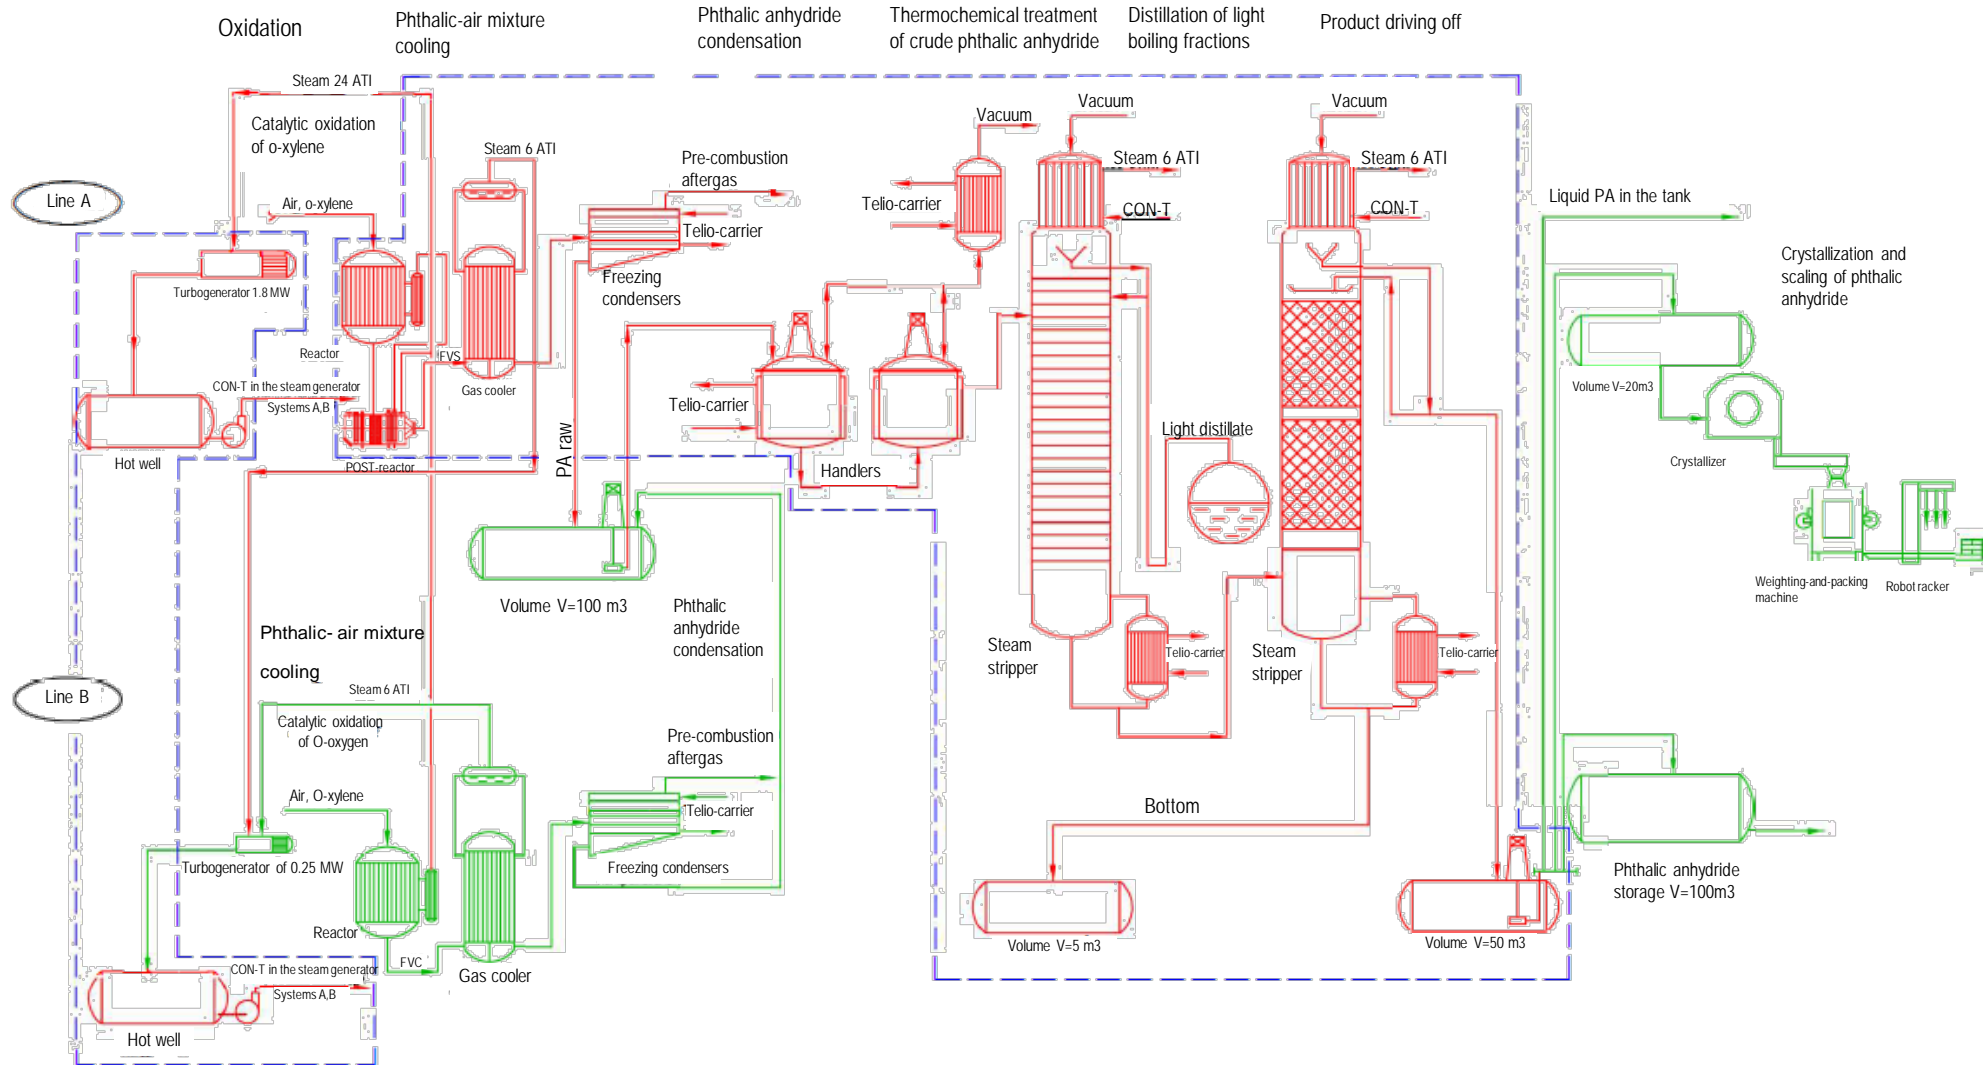 Oxidation
Phthalic-air mixture
cooling
Phthalic anhydride
condensation
Thermochemical treatment
of crude phthalic anhydride
Distillation of light
boiling fractions
Product driving off
Steam 24 ATI
Catalytic oxidation
of o-xylene
Steam 6 ATI
Pre-combustion
aftergas
Vacuum
Vacuum
Vacuum
Steam 6 ATI
Steam 6 ATI
Line A
Air, o-xylene
Telio-carrier
Telio-carrier
CON-T
CON-T
Liquid PA in the tank
Crystallization and
scaling of phthalic
anhydride
Turbogenerator 1.8 MW
Freezing
condensers
Reactor
FVS
Gas cooler
CON-T in the steam generator
Systems A,B
Hot well
POST-reactor
PA raw
Telio-carrier
Handlers
Light distillate
Volume V=20m3
Crystallizer
Weighting-and-packing
machine
Robot racker
Volume V=100 m3
Phthalic
anhydride
condensation
Phthalic- air mixture
cooling
Steam
stripper
Telio-carrier
Steam
stripper
Telio-carrier
Line B
Steam 6 ATI
Catalytic oxidation
of O-oxygen
Pre-combustion
aftergas
Air, O-xylene
Telio-carrier
Bottom
Turbogenerator of 0.25 MW
Freezing condensers
Phthalic anhydride
storage V=100m3
Reactor
FVC
Gas cooler
Volume V=5 m3
Volume V=50 m3
CON-T in the steam generator
Systems A,B
Hot well